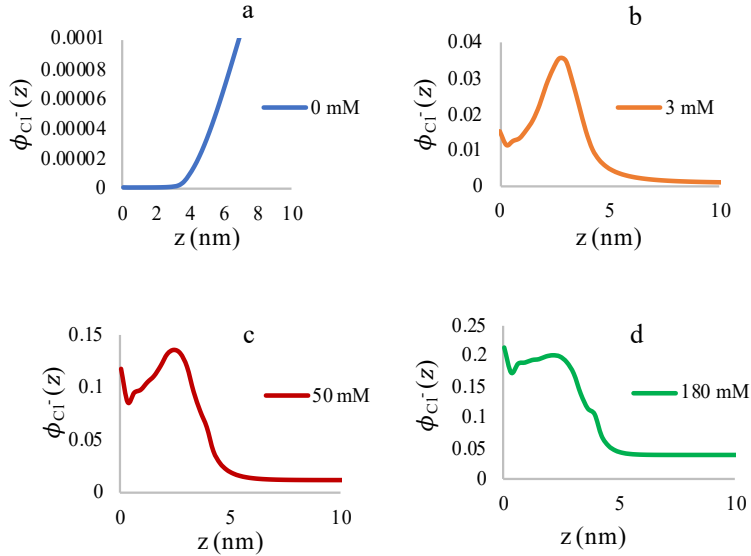 a
0.0001
0.00008
0.00006
0.00004
0.00002
0
ϕCl-(z)
0 mM
0 2 4 6 8 10
z (nm)
b
0.04
0.03
0.02
0.01
0
ϕCl-(z)
3 mM
0 5 10
z (nm)
c
0.15
0.1
0.05
0
ϕCl-(z)
50 mM
0 5 10
z (nm)
d
0.25
0.2
0.15
0.1
0.05
0.00
ϕCl-(z)
180 mM
0 5 10
z (nm)